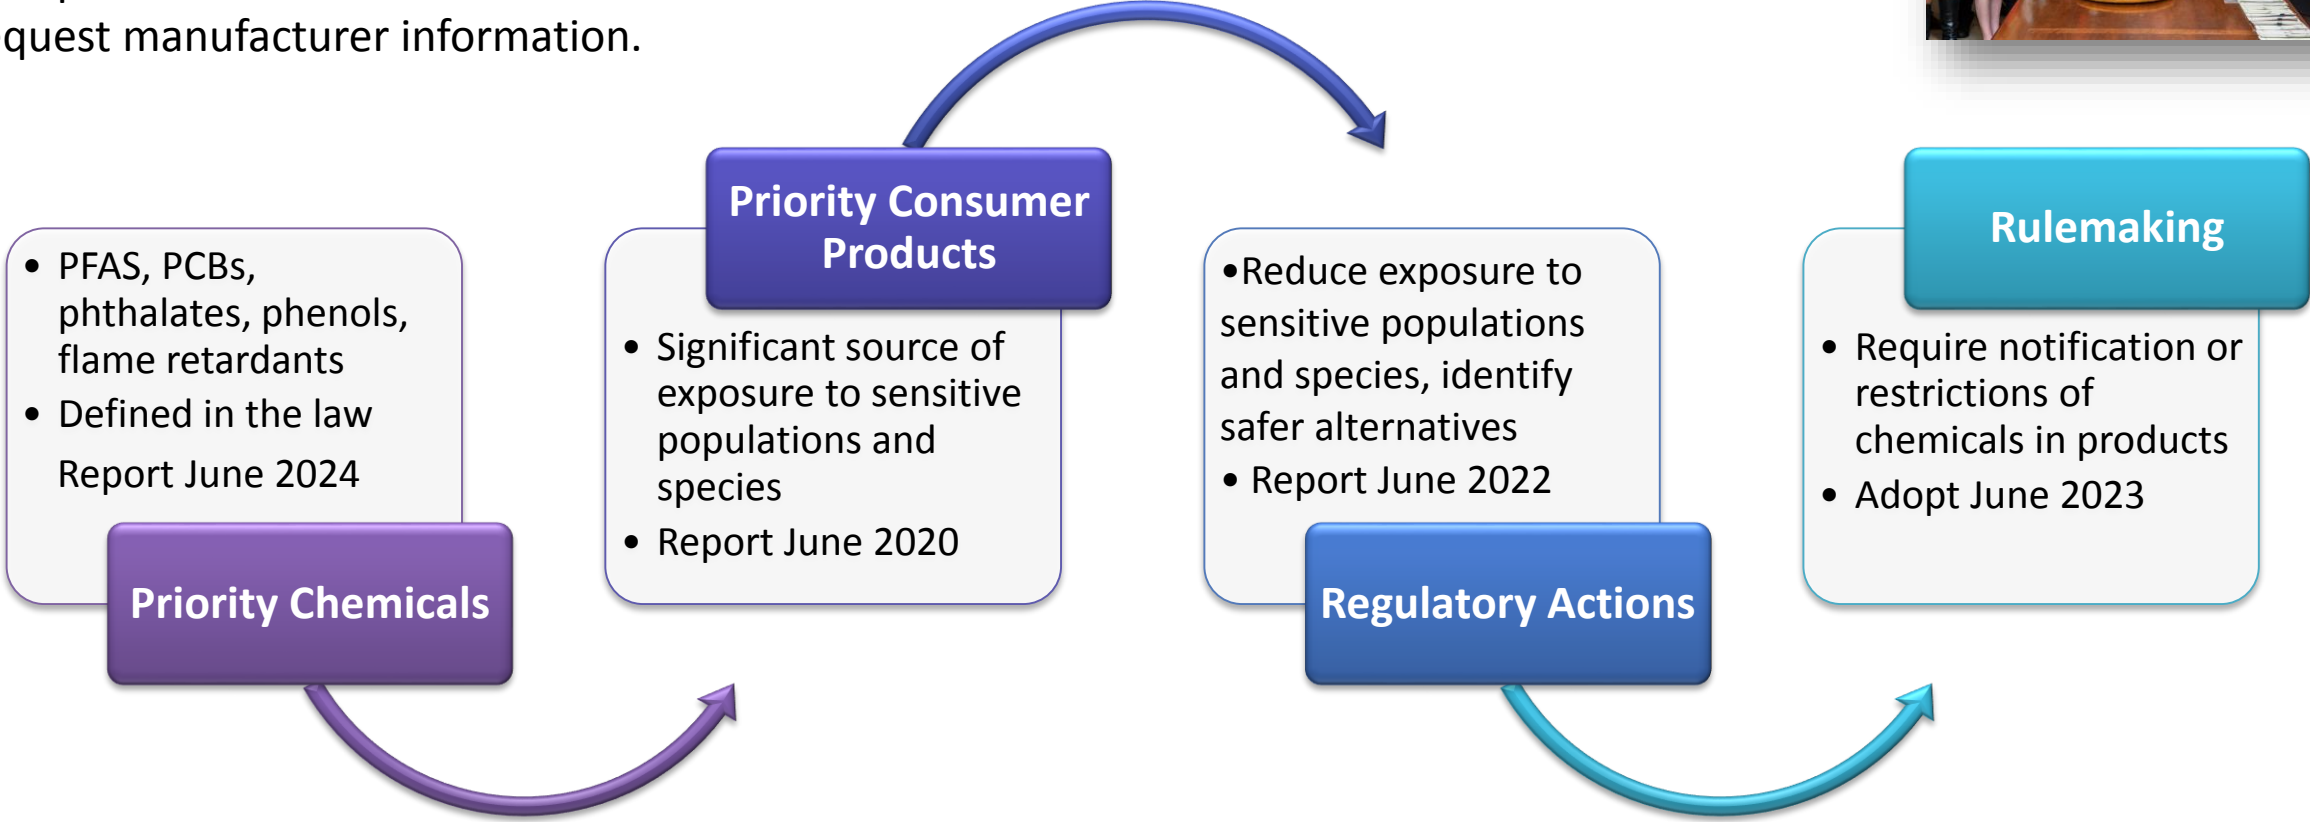 quest manufacturer information.
• PFAS, PCBs,
phthalates, phenols,
flame retardants
• Defined in the law
Report June 2024
Priority Chemicals
Priority Consumer
Products
• Significant source of
exposure to sensitive
populations and
species
• Report June 2020
•Reduce exposure to
sensitive populations
and species, identify
safer alternatives
• Report June 2022
Regulatory Actions
Rulemaking
• Require notification or
restrictions of
chemicals in products
• Adopt June 2023